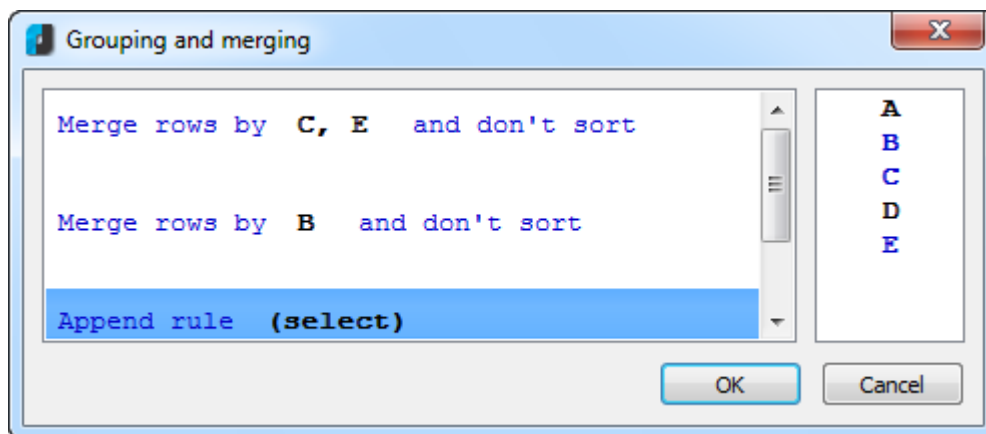 Grouping and merging
Merge rows by C, E and don't sort
Merge rows by B and don't sort
Append rule (select)
A
B
C
D
E
OK
Cancel